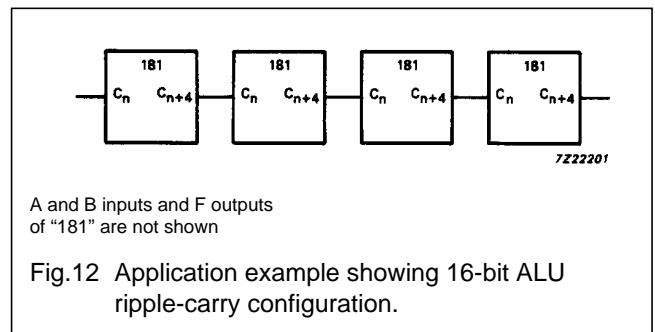 181 181 181 181
Cn Cn+4 Cn Cn+4 Cn Cn+4 Cn Cn+4
7Z22201
A and B inputs and F outputs
of “181” are not shown
Fig.12 Application example showing 16-bit ALU
ripple-carry configuration.